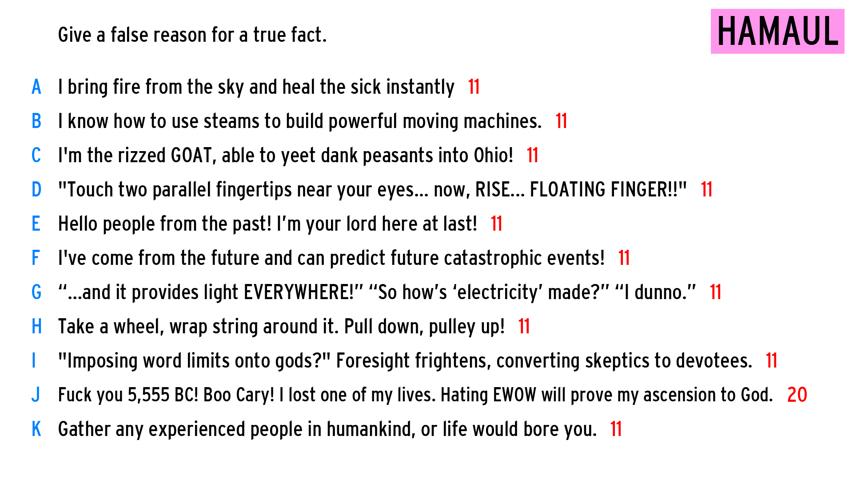 Give a false reason for a true fact.
HAMAUL
A I bring fire from the sky and heal the sick instantly 11
B I know how to use steams to build powerful moving machines. 11
C I'm the rizzed GOAT, able to yeet dank peasants into Ohio! 11
D "Touch two parallel fingertips near your eyes... now, RISE... FLOATING FINGER!!" 11
E Hello people from the past! I’m your lord here at last! 11
F I've come from the future and can predict future catastrophic events! 11
G “...and it provides light EVERYWHERE!” “So how’s ‘electricity’ made?” “I dunno.” 11
H Take a wheel, wrap string around it. Pull down, pulley up! 11
I "Imposing word limits onto gods?" Foresight frightens, converting skeptics to devotees. 11
J Fuck you 5,555 BC! Boo Cary! I lost one of my lives. Hating EWOW will prove my ascension to God. 20
K Gather any experienced people in humankind, or life would bore you. 11